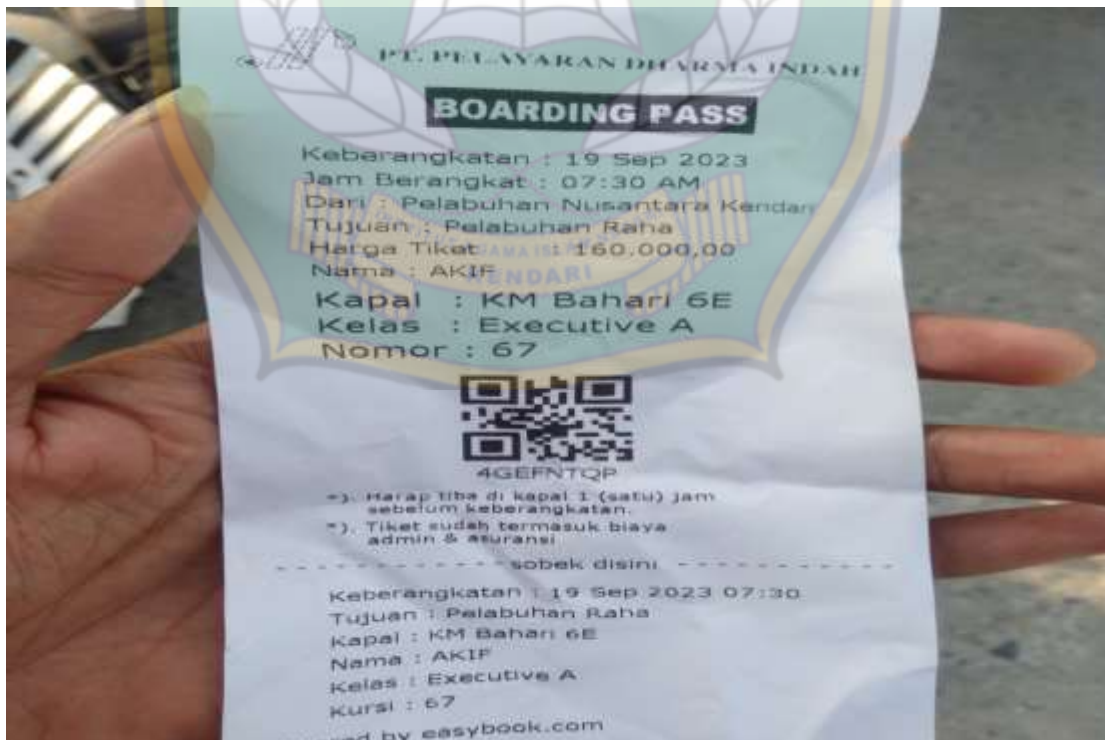 PT. PELAYARAN DHARMA INDAH
BOARDING PASS
Keberangkatan : 19 Sep 2023
Jam Berangkat : 07:30 AM
Dari : Pelabuhan Nusantara Kendari
Tujuan : Pelabuhan Raha
Harga Tiket : 160.000,00
Nama : AKIF
Kapal : KM Bahari 6E
Kelas : Executive A
Nomor : 67
KENDARI
4GEFNTQP
*). Harap tiba di kapal 1 (satu) jam
sebelum keberangkatan.
*). Tiket sudah termasuk biaya
admin & asuransi
sobek disini
Keberangkatan : 19 Sep 2023 07:30
Tujuan : Pelabuhan Raha
Kapal : KM Bahari 6E
Nama : AKIF
Kelas : Executive A
Kursi : 67
by easybook.com